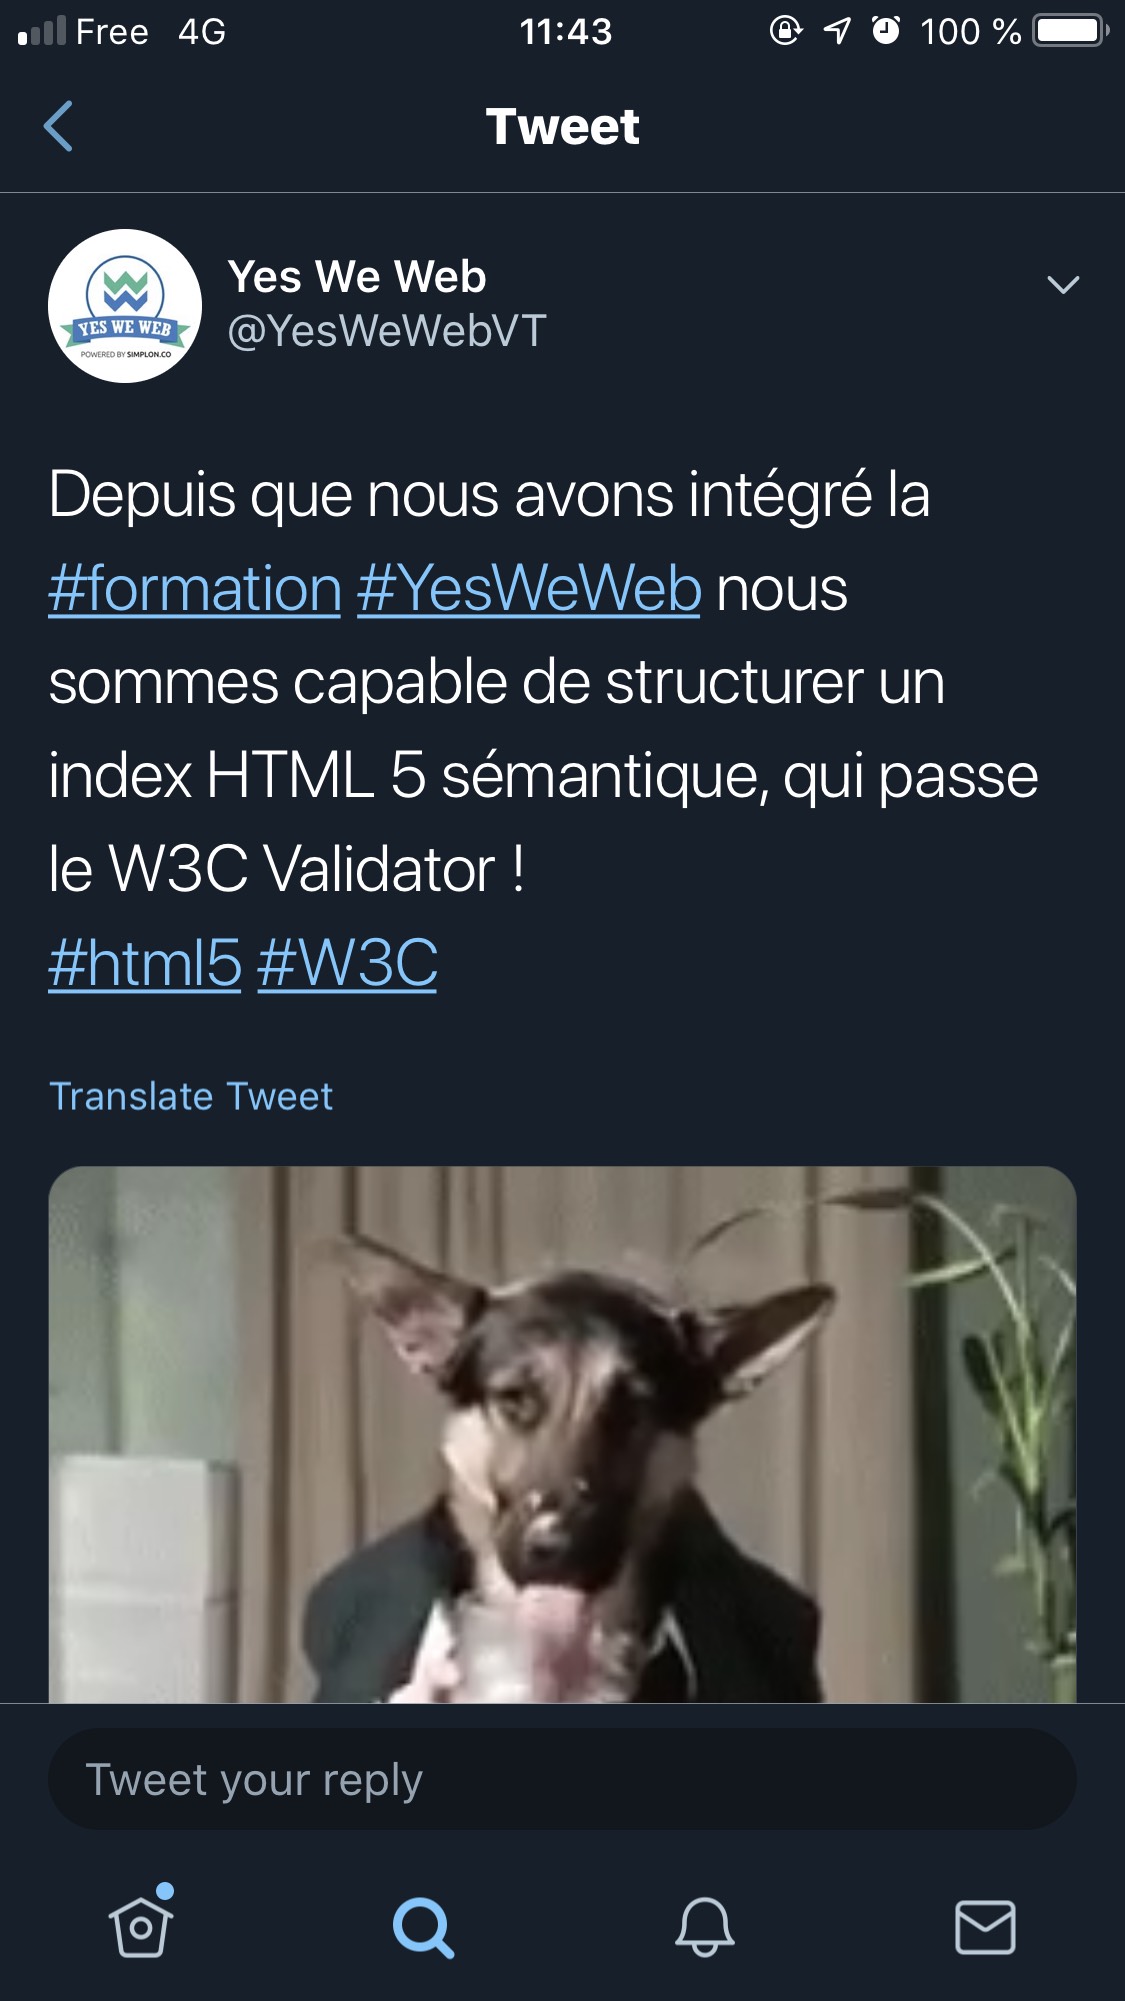 Free 4G 11:43 100 %
Tweet
Yes We Web
@YesWeWebVT
YES WE WEB
POWERED BY SIMPLON.CO
Depuis que nous avons intégré la
#formation #YesWeWeb nous
sommes capable de structurer un
index HTML 5 sémantique, qui passe
le W3C Validator !
#html5 #W3C
Translate Tweet
Tweet your reply